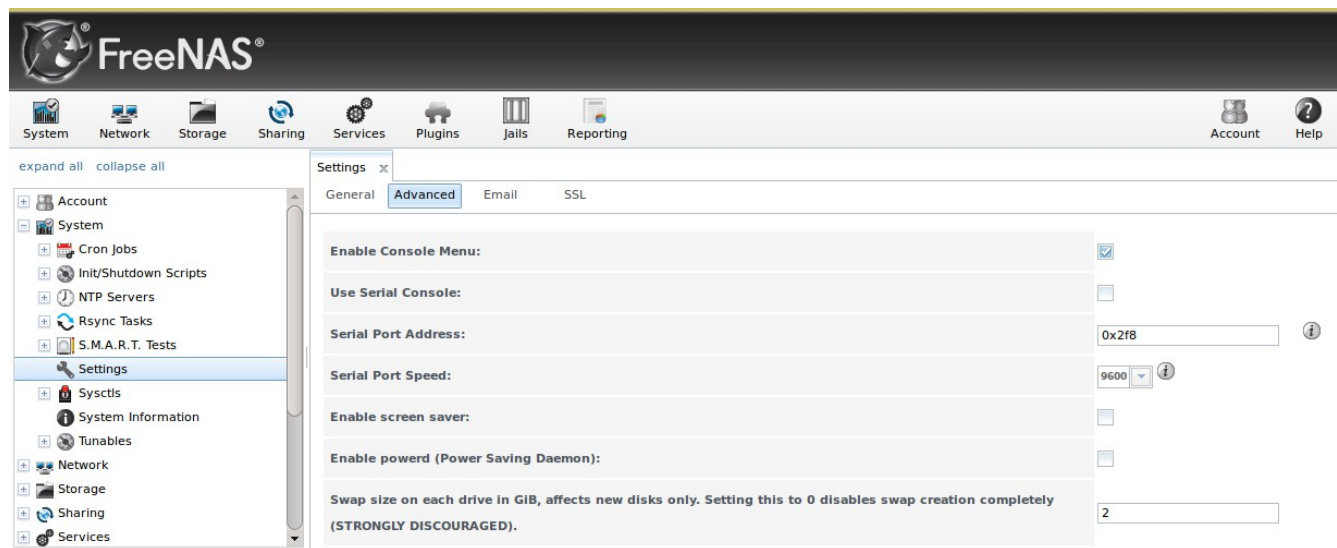 FreeNAS®
System
Network
Storage
Sharing
Services
Plugins
Jails
Reporting
Account
Help
expand all collapse all
Account
System
Cron Jobs
Init/Shutdown Scripts
NTP Servers
Rsync Tasks
S.M.A.R.T. Tests
Settings
Sysctls
System Information
Tunables
Network
Storage
Sharing
Services
Settings x
General
Advanced
Email
SSL
Enable Console Menu:
Use Serial Console:
Serial Port Address:
0x2f8
Serial Port Speed:
9600
Enable screen saver:
Enable powerd (Power Saving Daemon):
Swap size on each drive in GiB, affects new disks only. Setting this to 0 disables swap creation completely
(STRONGLY DISCOURAGED).
2